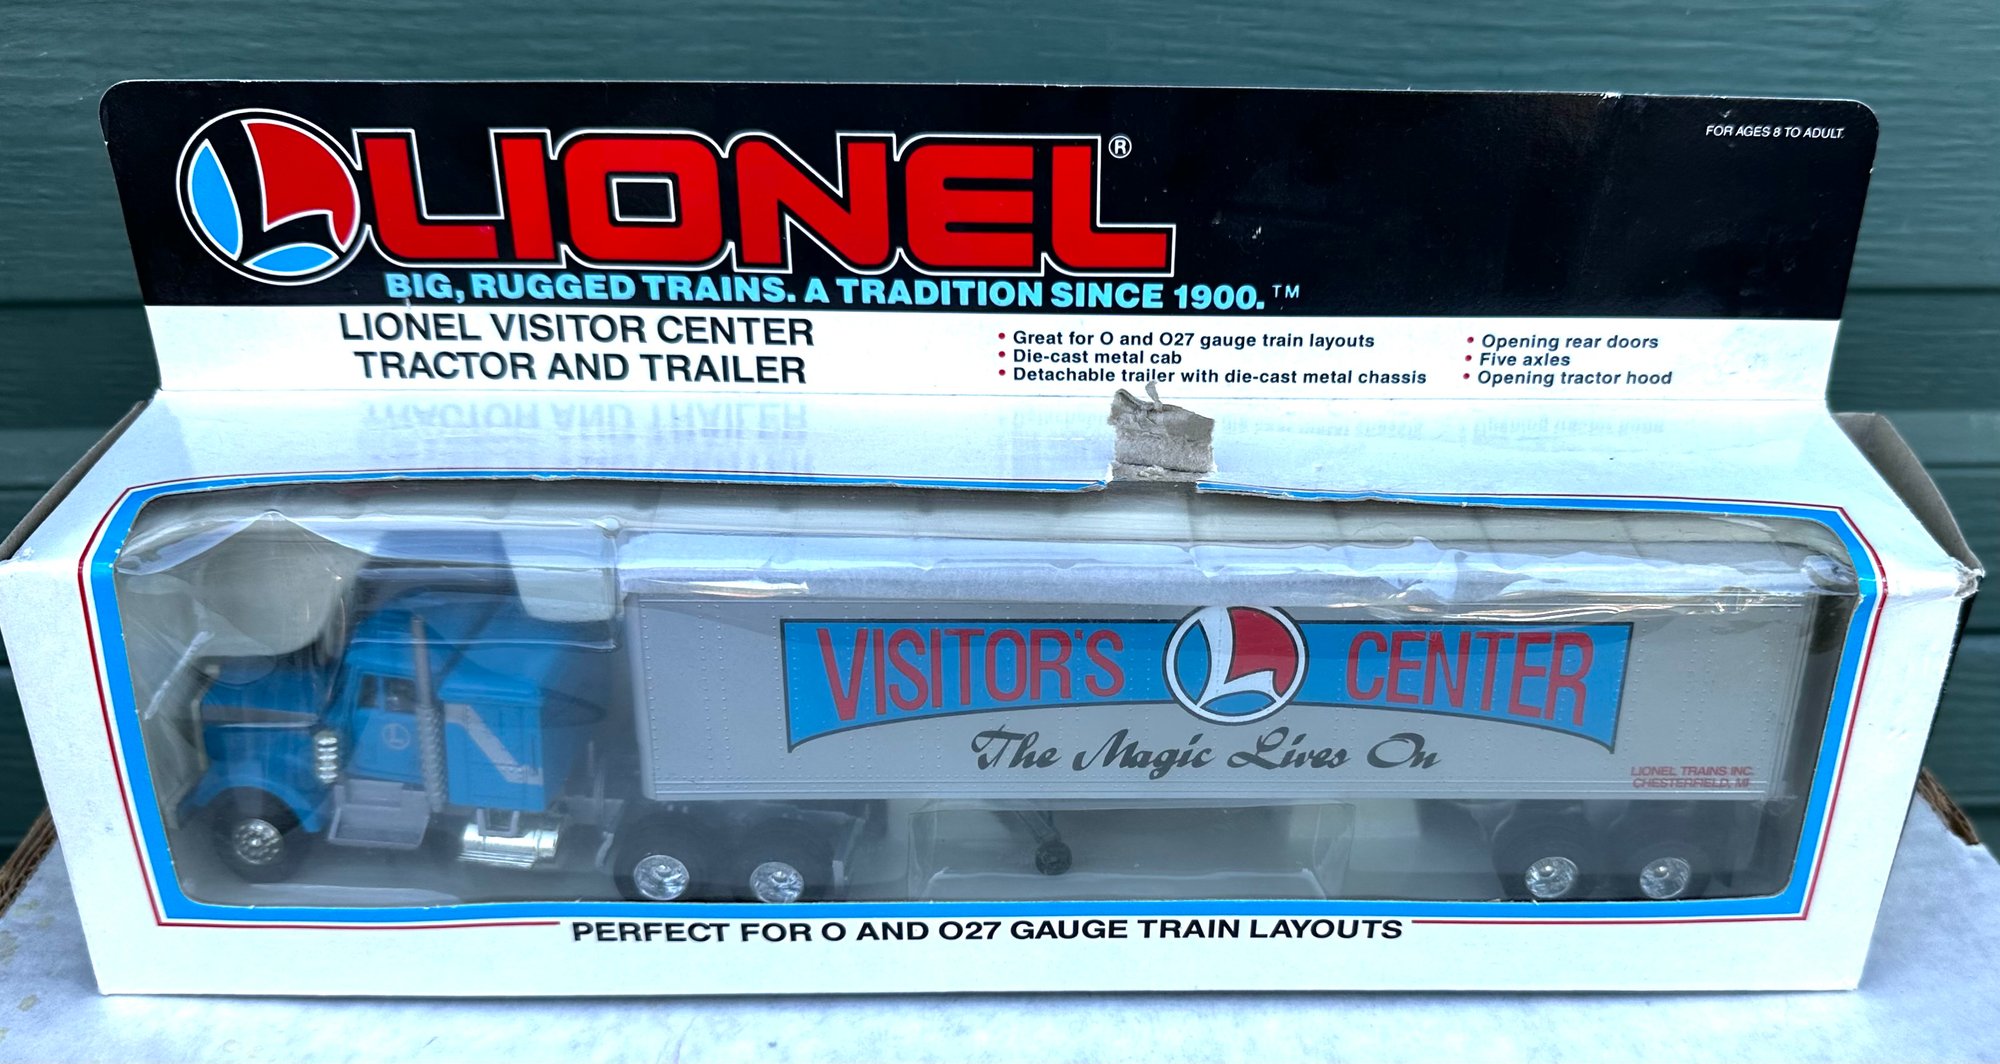 FOR AGES 8 TO ADULT.
LIONEL®
BIG, RUGGED TRAINS. A TRADITION SINCE 1900.™
LIONEL VISITOR CENTER
TRACTOR AND TRAILER
• Great for O and O27 gauge train layouts
• Die-cast metal cab
• Detachable trailer with die-cast metal chassis
• Opening rear doors
• Five axles
• Opening tractor hood
VISITOR'S L CENTER
The Magic Lives On
LIONEL TRAINS INC.
CHESTERFIELD, MI
PERFECT FOR O AND O27 GAUGE TRAIN LAYOUTS